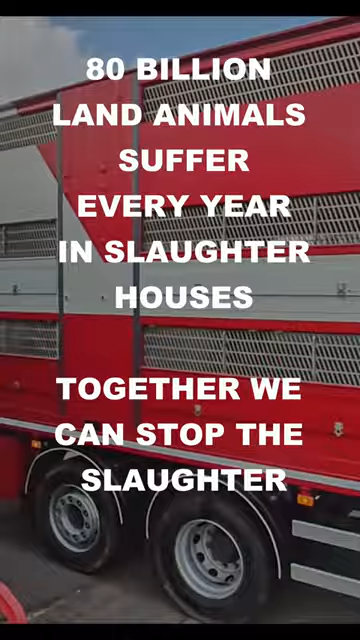 80 BILLION
LAND ANIMALS
SUFFER
EVERY YEAR
IN SLAUGHTER
HOUSES
TOGETHER WE
CAN STOP THE
SLAUGHTER